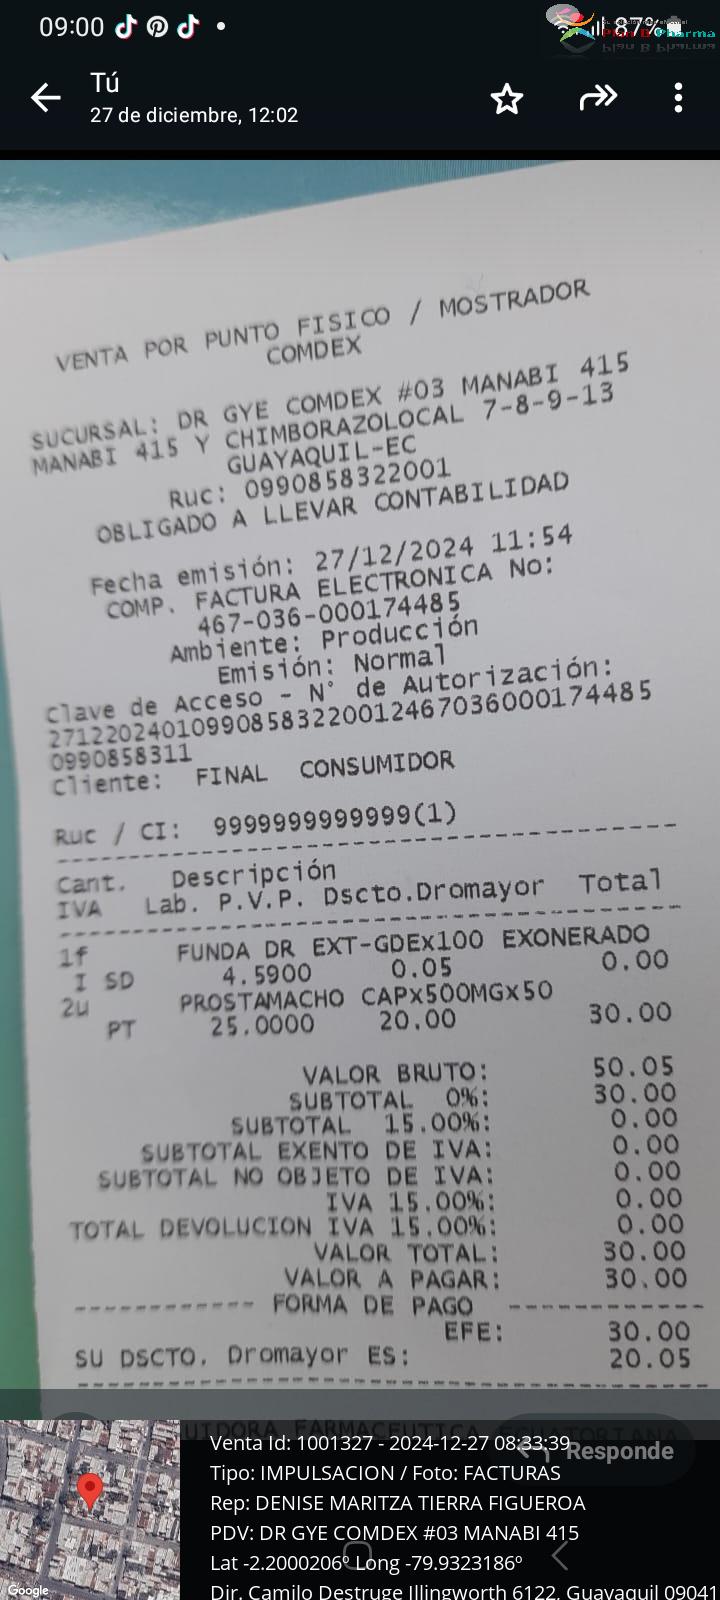 09:00
87%
Plan B Pharma
Tú
27 de diciembre, 12:02
VENTA POR PUNTO FISICO / MOSTRADOR
COMDEX
SUCURSAL: DR GYE COMDEX #03 MANABI 415
MANABI 415 Y CHIMBORAZOLOCAL 7-8-9-13
GUAYAQUIL-EC
Ruc: 0990858322001
OBLIGADO A LLEVAR CONTABILIDAD
Fecha emisión: 27/12/2024 11:54
COMP. FACTURA ELECTRONICA No:
467-036-000174485
Ambiente: Producción
Emisión: Normal
Clave de Acceso - N° de Autorización:
271220240109908583220012467036000174485
0990858311
Cliente: FINAL CONSUMIDOR
Ruc / CI: 9999999999999(1)
Cant. Descripción
IVA Lab. P.V.P. Dscto.Dromayor Total
1f FUNDA DR EXT-GDEx100 EXONERADO
I SD 4.5900 0.05 0.00
2u PROSTAMACHO CAPx500MGx50
PT 25.0000 20.00 30.00
VALOR BRUTO: 50.05
SUBTOTAL 0%: 30.00
SUBTOTAL 15.00%: 0.00
SUBTOTAL EXENTO DE IVA: 0.00
SUBTOTAL NO OBJETO DE IVA: 0.00
IVA 15.00%: 0.00
TOTAL DEVOLUCION IVA 15.00%: 0.00
VALOR TOTAL: 30.00
VALOR A PAGAR: 30.00
------------ FORMA DE PAGO -------------
EFE: 30.00
SU DSCTO. Dromayor ES: 20.05
FARMACEUTICA ECUATORIANA
Responde
Venta Id: 1001327 - 2024-12-27 08:33:39
Tipo: IMPULSACION / Foto: FACTURAS
Rep: DENISE MARITZA TIERRA FIGUEROA
PDV: DR GYE COMDEX #03 MANABI 415
Lat -2.2000206º Long -79.9323186º
Dir. Camilo Destruge Illingworth 6122, Guayaquil 09041
Google